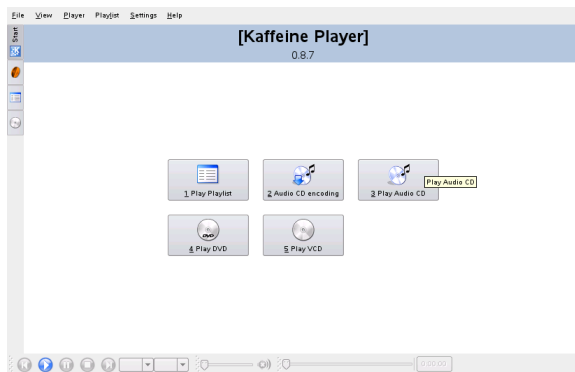 File View Player Playlist Settings Help
Start
[Kaffeine Player]
0.8.7
1 Play Playlist
2 Audio CD encoding
3 Play Audio CD
Play Audio CD
DVD
4 Play DVD
5 Play VCD
0:00:00